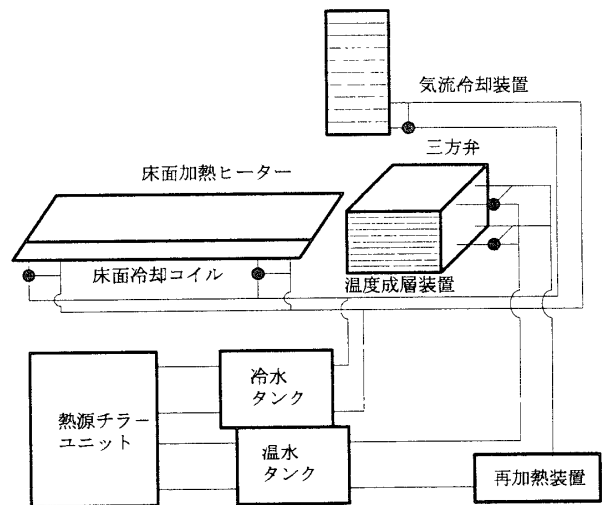 気流冷却装置
三方弁
床面加熱ヒーター
床面冷却コイル
温度成層装置
冷水
タンク
熱源チラー
ユニット
温水
タンク
再加熱装置